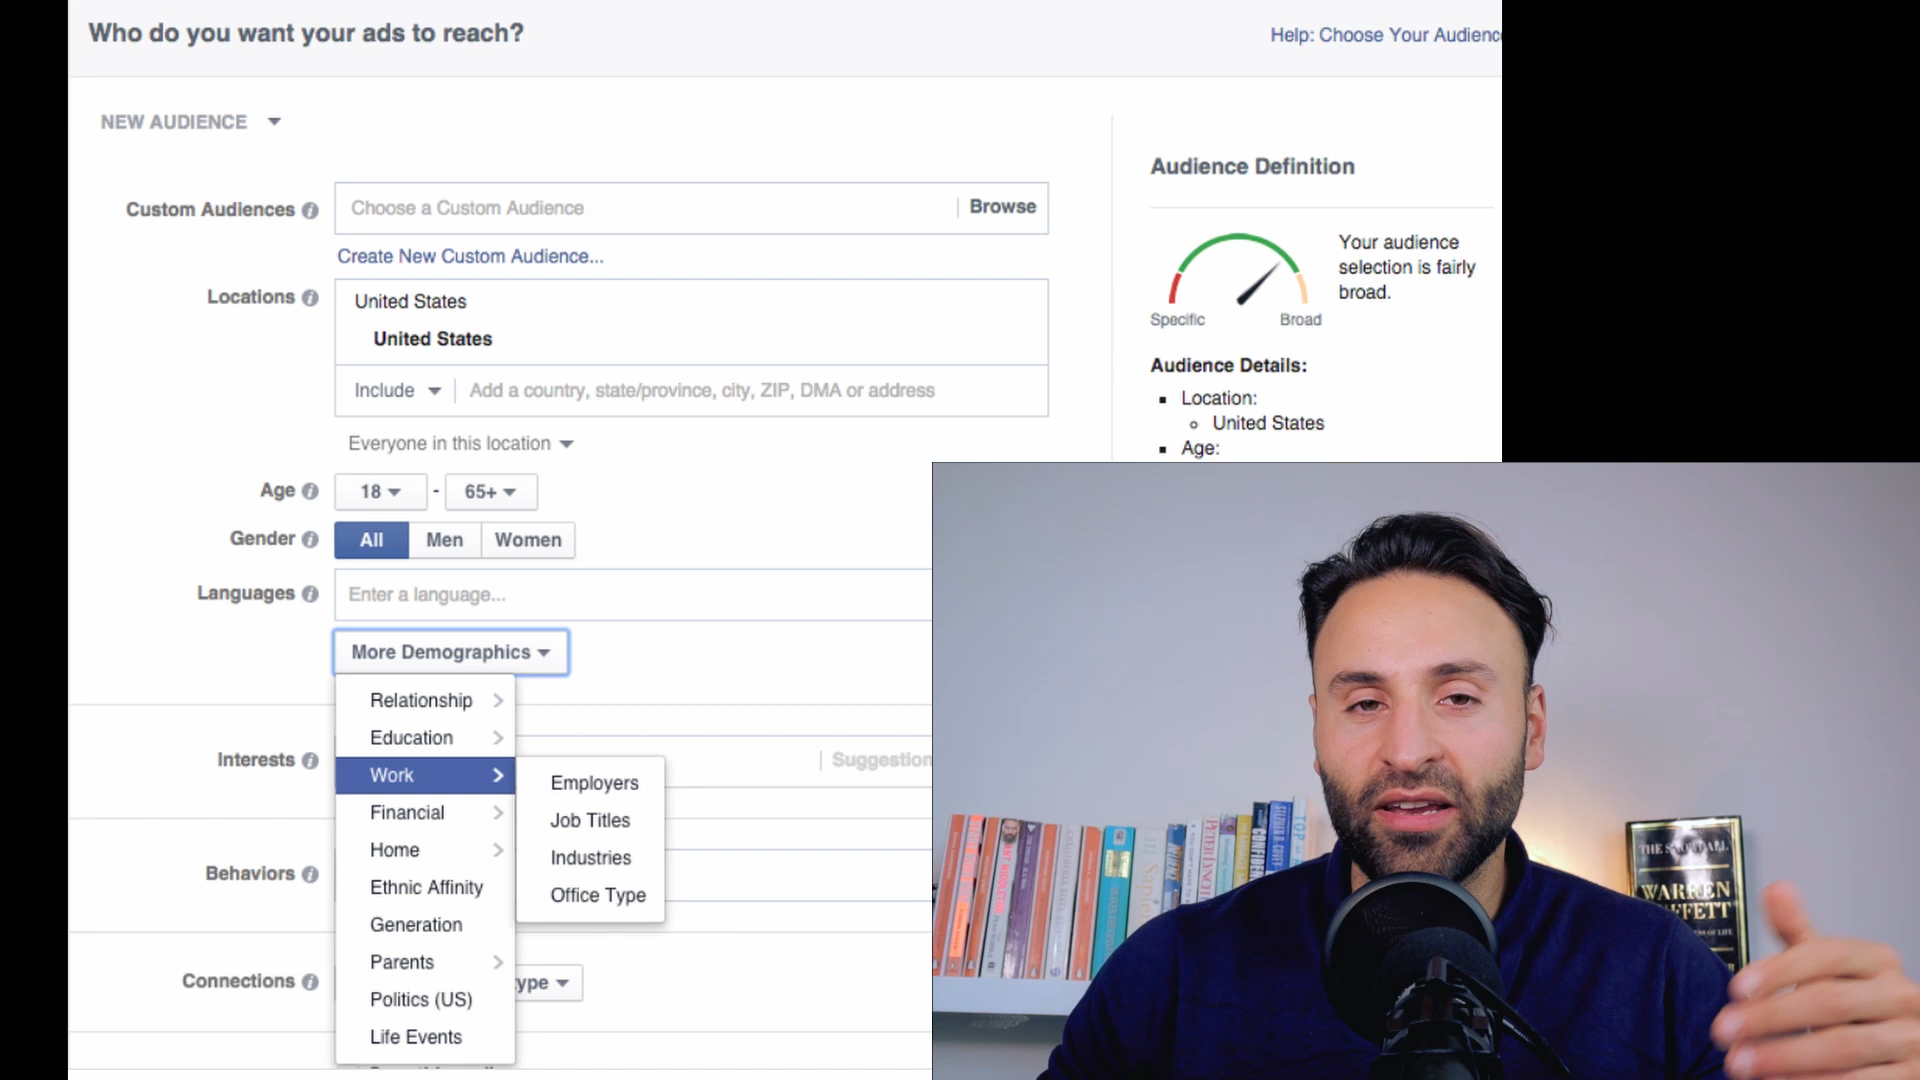 Who do you want your ads to reach?
Help: Choose Your Audienc
NEW AUDIENCE
Custom Audiences
Choose a Custom Audience
Browse
Create New Custom Audience...
Locations
United States
United States
Include
Add a country, state/province, city, ZIP, DMA or address
Everyone in this location
Age
18 - 65+
Gender
All Men Women
Languages
Enter a language...
More Demographics
Relationship
Education
Work
Financial
Home
Ethnic Affinity
Generation
Parents
Politics (US)
Life Events
Employers
Job Titles
Industries
Office Type
Interests
Suggestion
Behaviors
Connections
ype
Audience Definition
Your audience
selection is fairly
broad.
Specific
Broad
Audience Details:
Location:
United States
Age:
WARREN